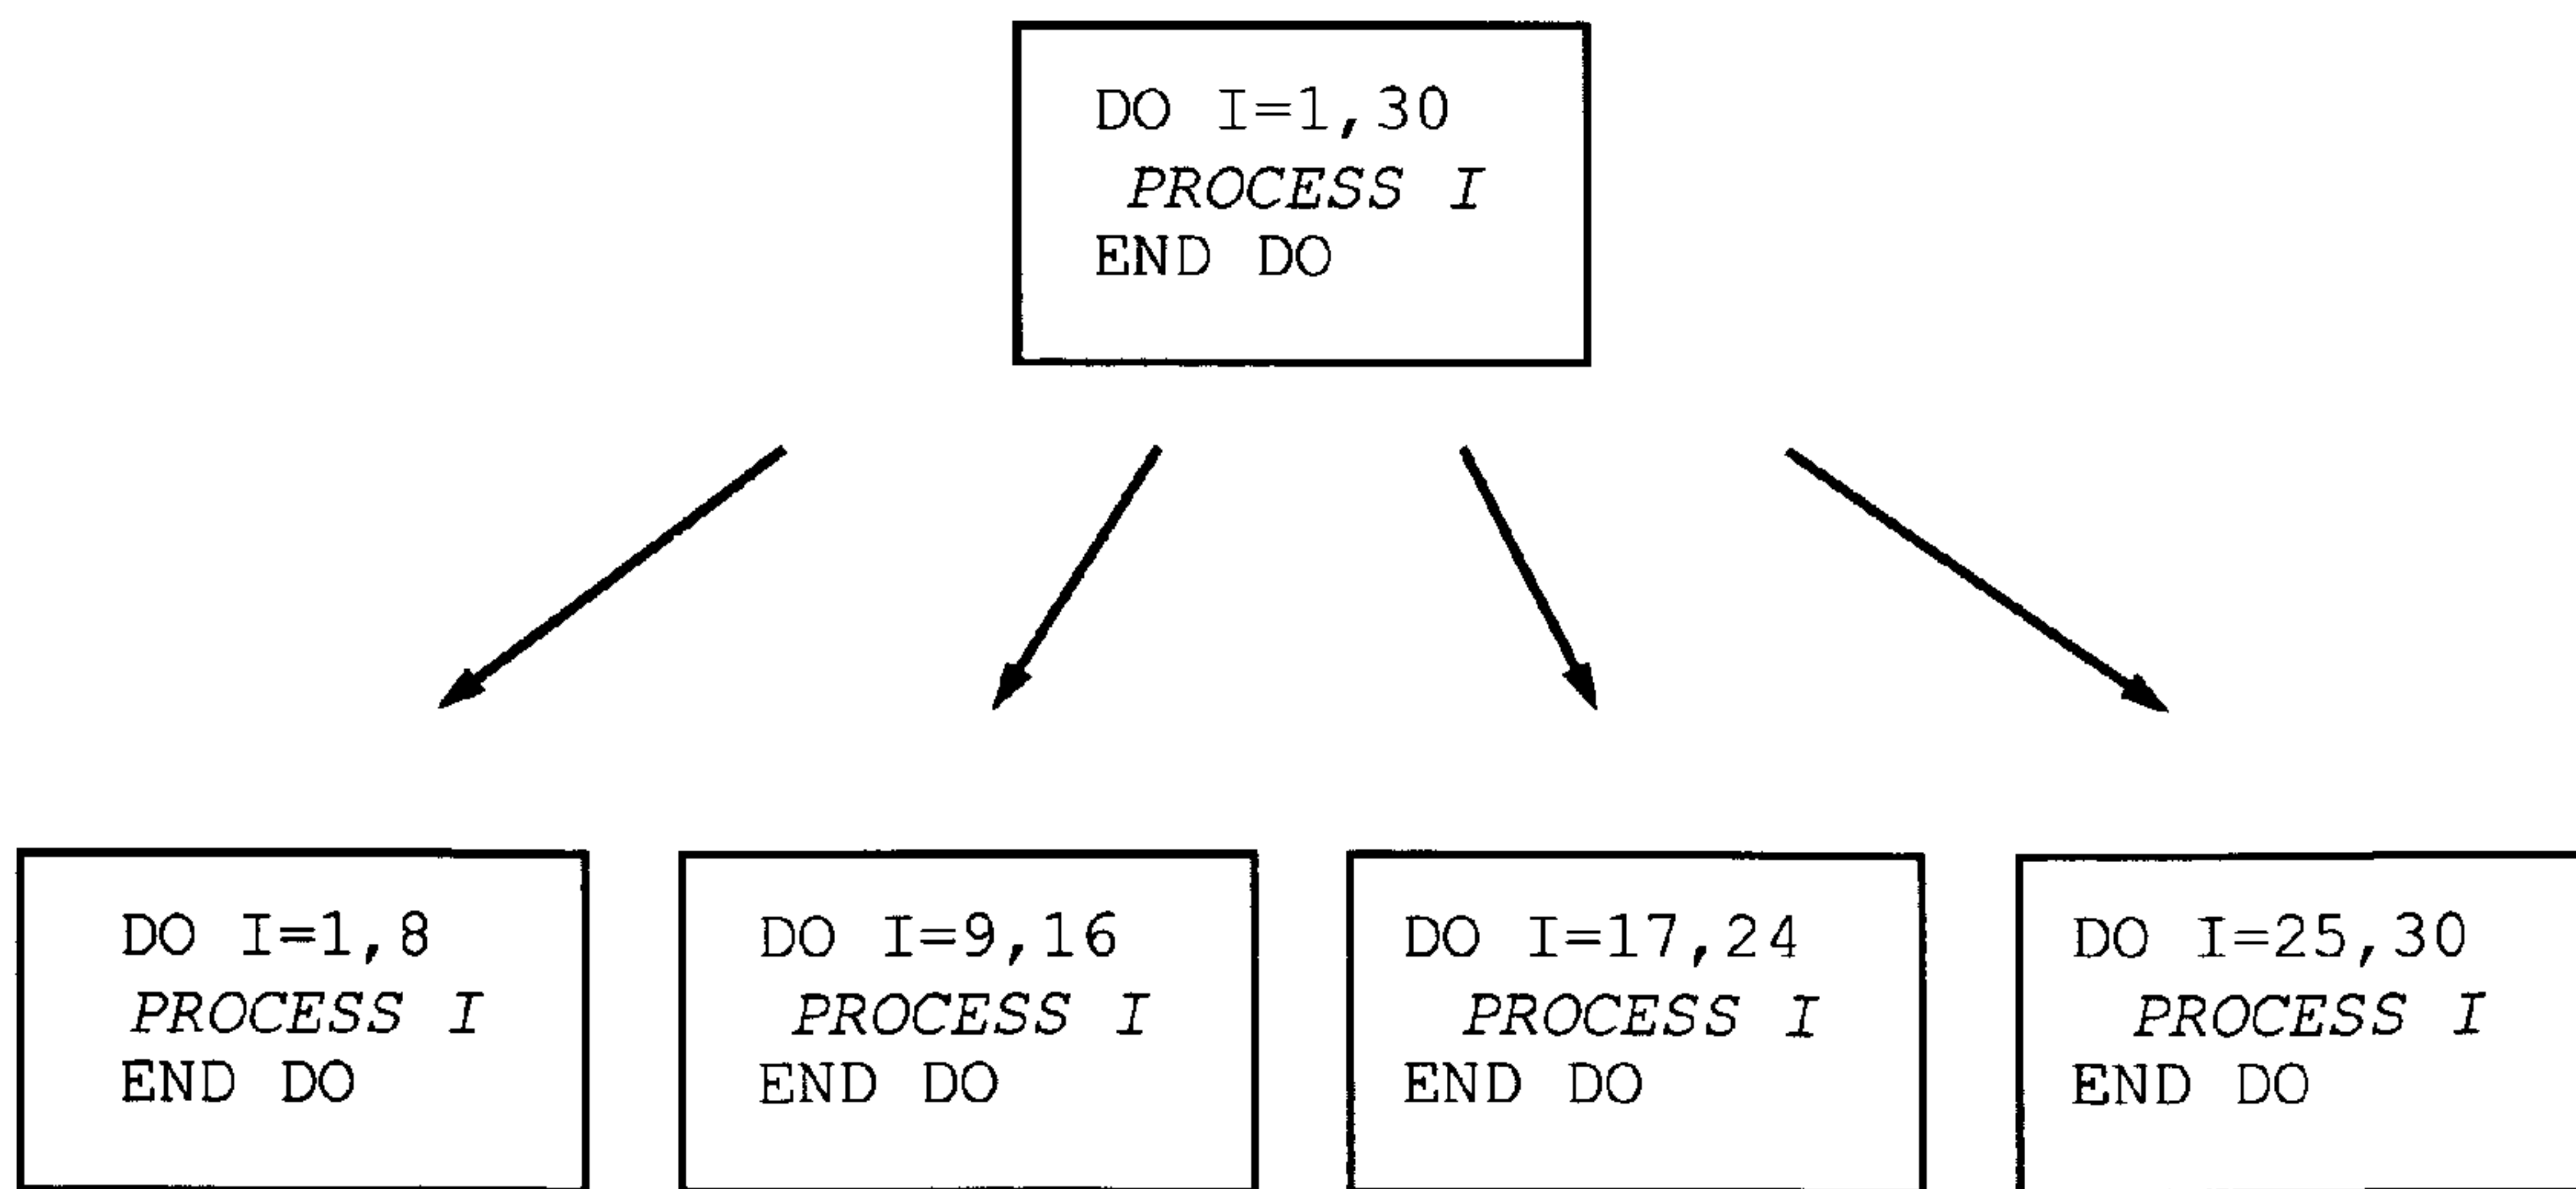 DO I=1,30
PROCESS I
END DO
DO I=1,8
PROCESS I
END DO
DO I=9,16
PROCESS I
END DO
DO I=17,24
PROCESS I
END DO
DO I=25,30
PROCESS I
END DO